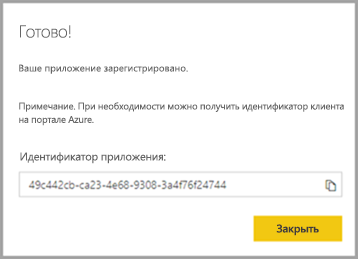 Готово!
Ваше приложение зарегистрировано.
Примечание. При необходимости можно получить идентификатор клиента
на портале Azure.
Идентификатор приложения:
49c442cb-ca23-4e68-9308-3a4f76f24744
Закрыть